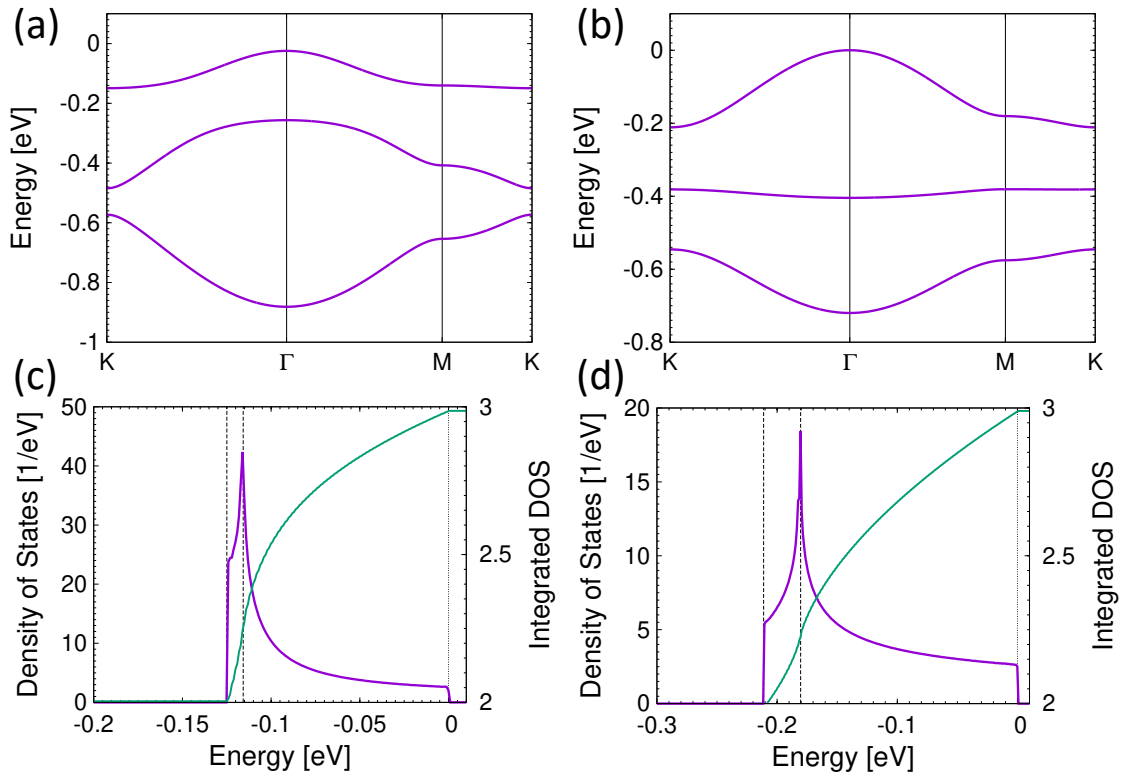 (a)
Energy [eV]
0
-0.2
-0.4
-0.6
-0.8
-1
K Γ M K
(b)
Energy [eV]
0
-0.2
-0.4
-0.6
-0.8
K Γ M K
(c)
Density of States [1/eV]
50
40
30
20
10
0
-0.2 -0.15 -0.1 -0.05 0
Energy [eV]
3
2.5
2
Integrated DOS
(d)
Density of States [1/eV]
20
15
10
5
0
-0.3 -0.2 -0.1 0
Energy [eV]
3
2.5
2
Integrated DOS